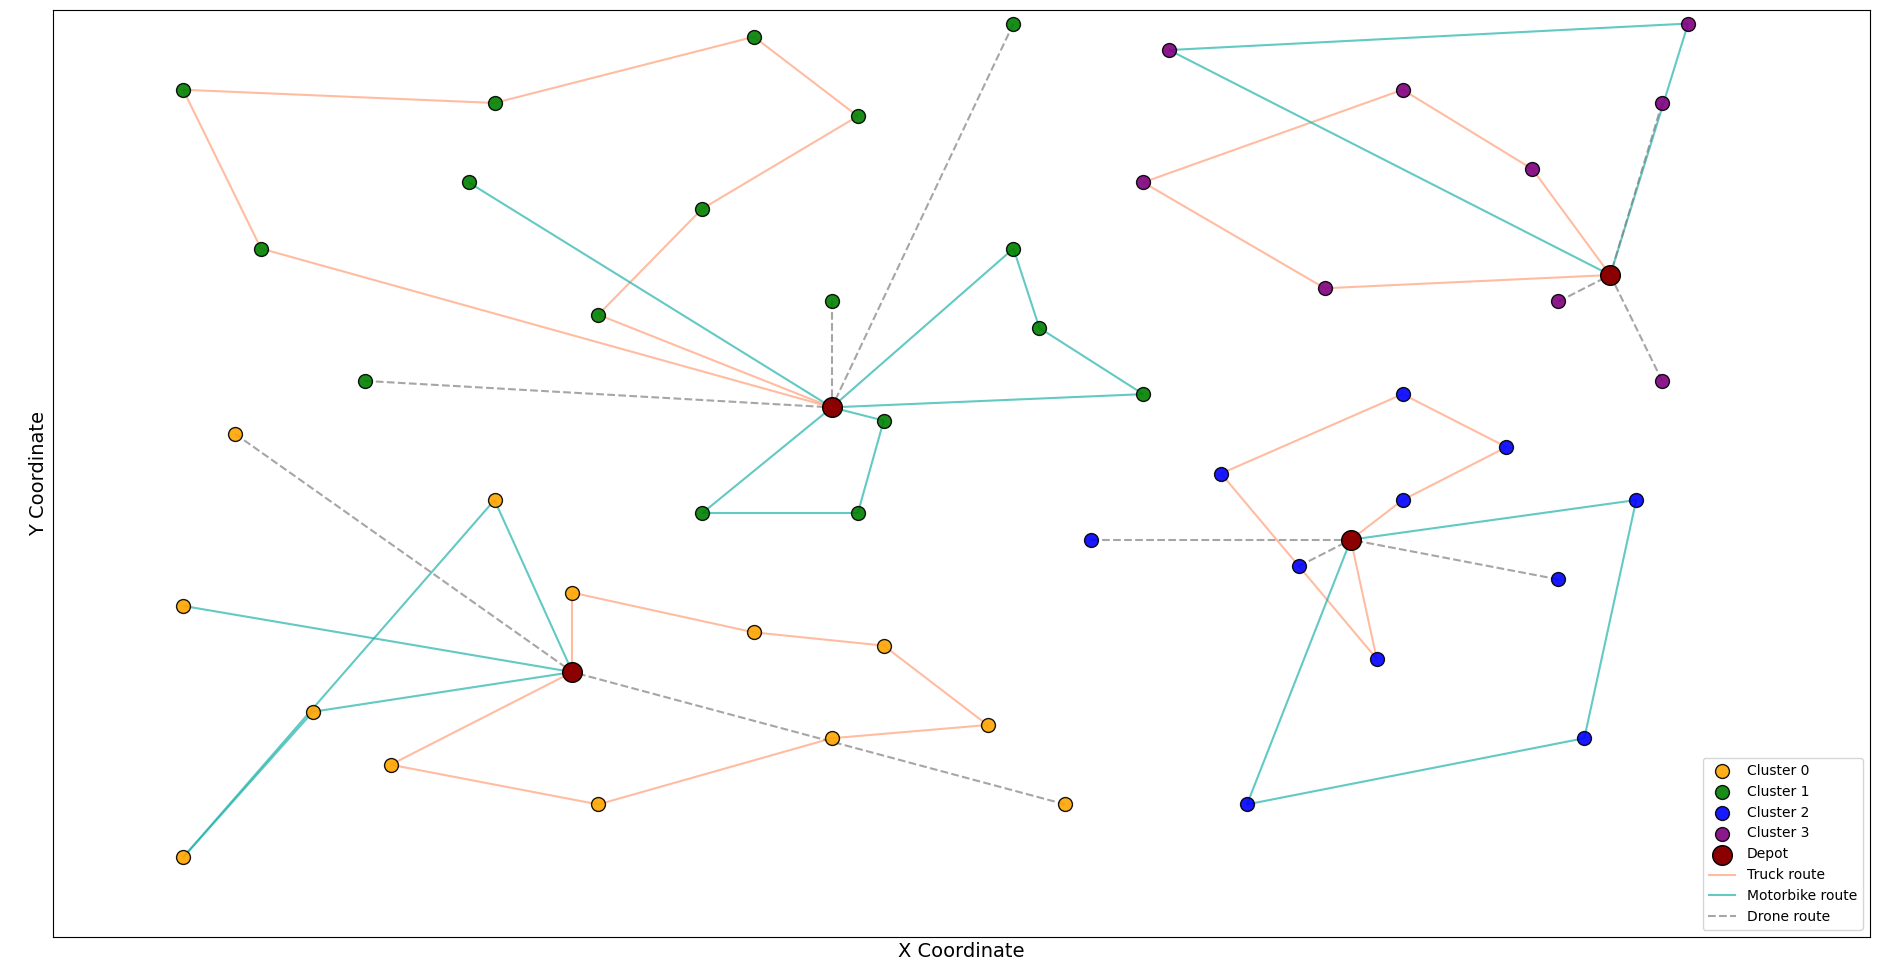 Y Coordinate
X Coordinate
Cluster 0
Cluster 1
Cluster 2
Cluster 3
Depot
Truck route
Motorbike route
Drone route